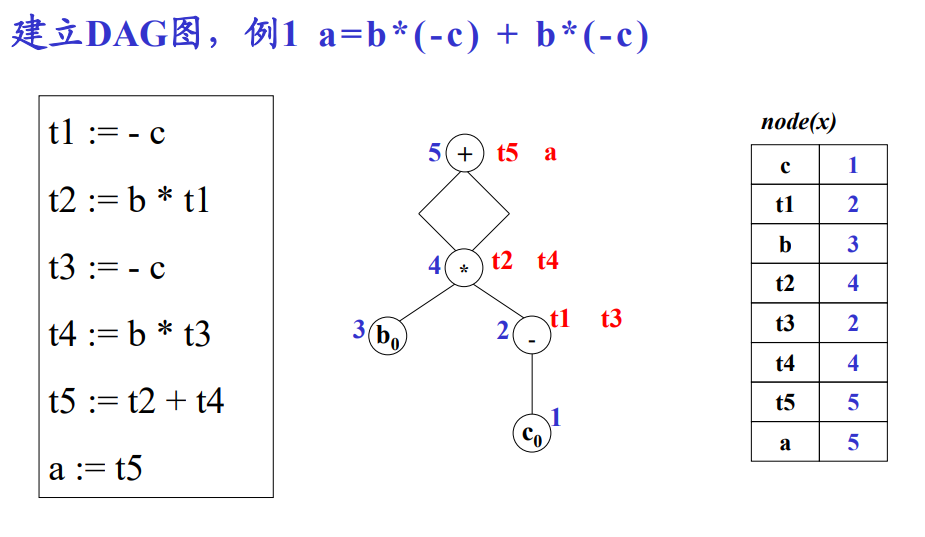 建立DAG图，例1 a=b*(-c) + b*(-c)
t1 := - c
t2 := b * t1
t3 := - c
t4 := b * t3
t5 := t2 + t4
a := t5
5 + t5 a
4 * t2 t4
3 b0
2 - t1 t3
1
c0
node(x)
c 1
t1 2
b 3
t2 4
t3 2
t4 4
t5 5
a 5